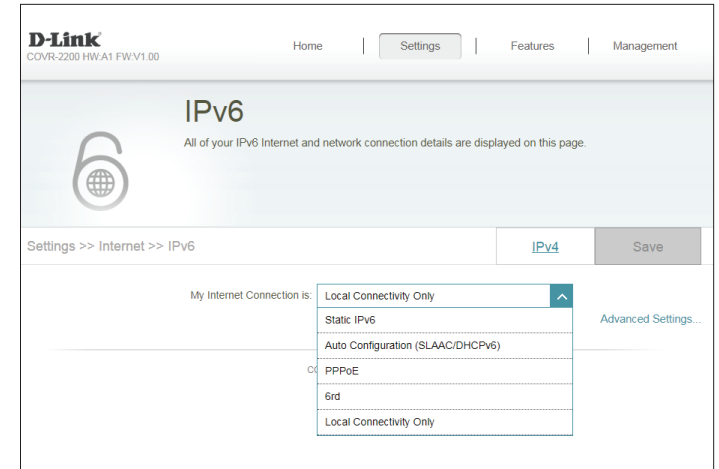 D-Link
COVR-2200 HW:A1 FW:V1.00
Home
Settings
Features
Management
IPv6
All of your IPv6 Internet and network connection details are displayed on this page.
Settings >> Internet >> IPv6
IPv4
Save
My Internet Connection is:
Local Connectivity Only
Static IPv6
Advanced Settings...
Auto Configuration (SLAAC/DHCPv6)
PPPoE
6rd
Local Connectivity Only